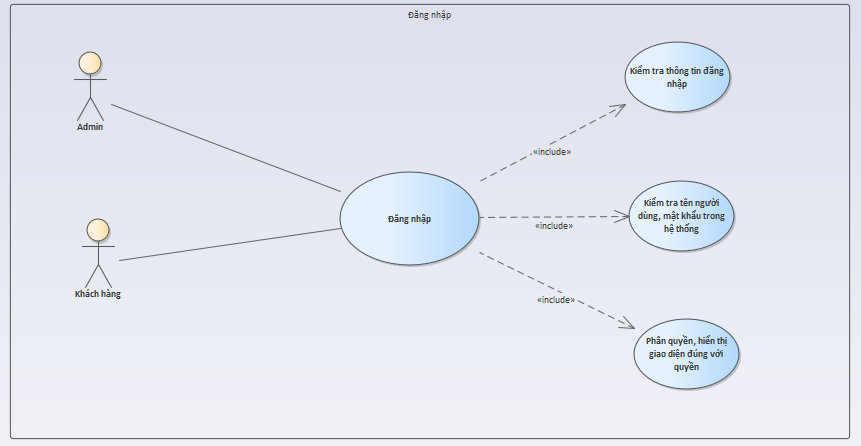 Đăng nhập
Admin
Khách hàng
Đăng nhập
«include»
«include»
«include»
Kiểm tra thông tin đăng
nhập
Kiểm tra tên người
dùng, mật khẩu trong
hệ thống
Phân quyền, hiển thị
giao diện đúng với
quyền